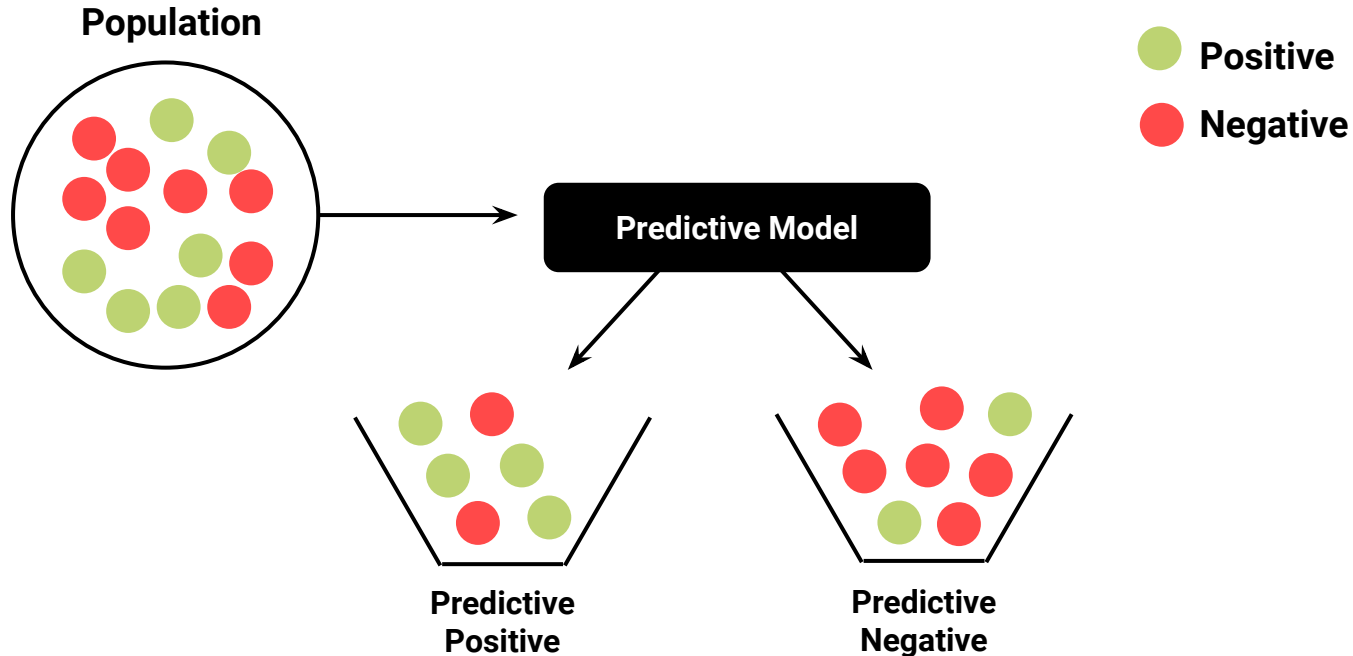 Population
Positive
Negative
Predictive Model
Predictive
Positive
Predictive
Negative